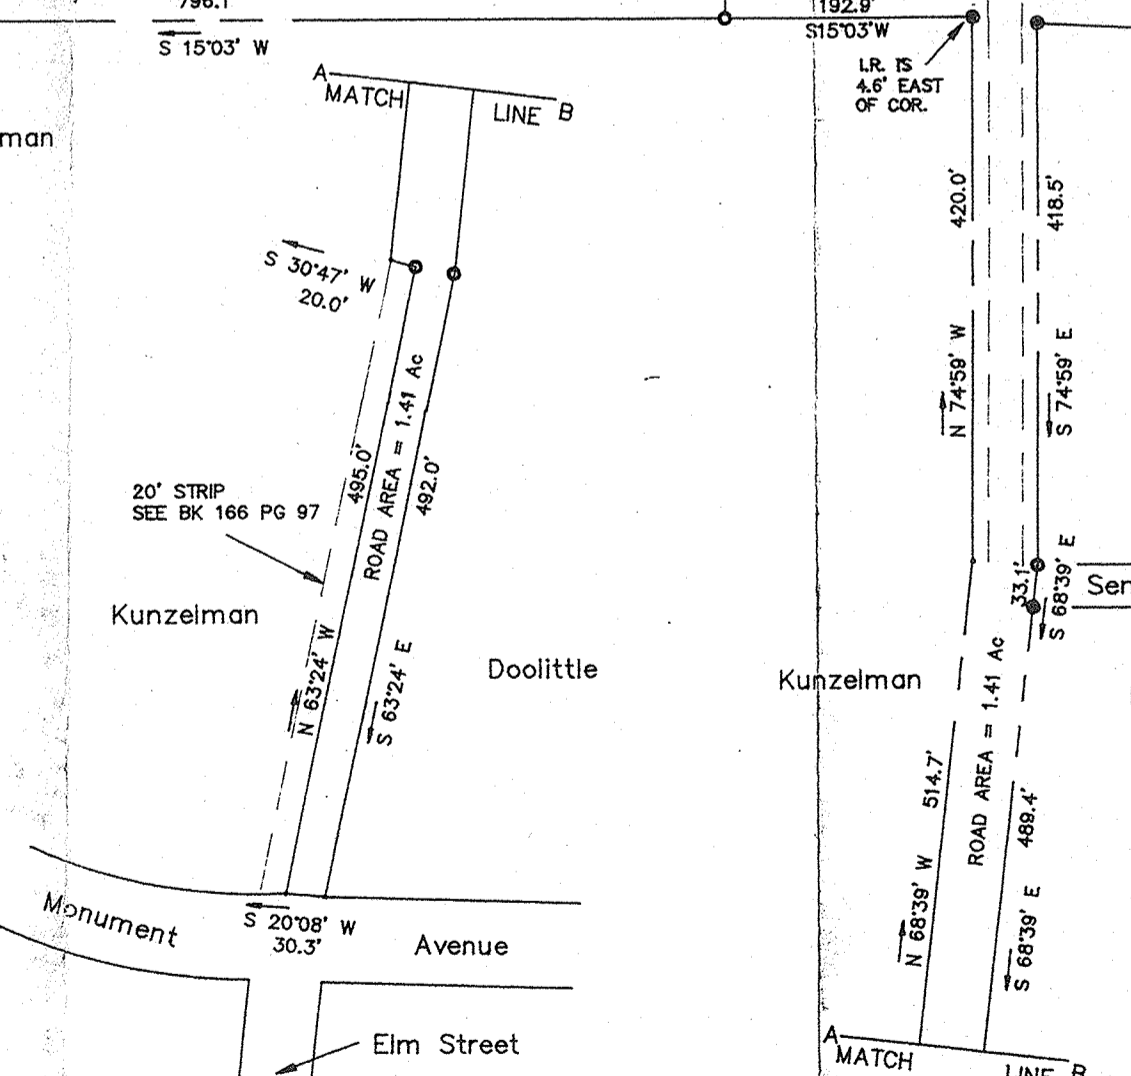 796.1'
S 15°03' W
192.9'
S15°03'W
I.R. IS
4.6' EAST
OF COR.
A
MATCH
LINE B
man
420.0'
418.5'
S 30°47' W
20.0'
N 74°59' W
S 74°59' E
ROAD AREA = 1.41 Ac
495.0'
492.0'
20' STRIP
SEE BK 166 PG 97
33.1'
S 68°39' E
Ser
Kunzelman
N 63°24' W
S 63°24' E
Doolittle
Kunzelman
ROAD AREA = 1.41 Ac
514.7'
489.4'
N 68°39' W
S 68°39' E
Monument
Avenue
S 20°08' W
30.3'
Elm Street
A
MATCH
LINE B